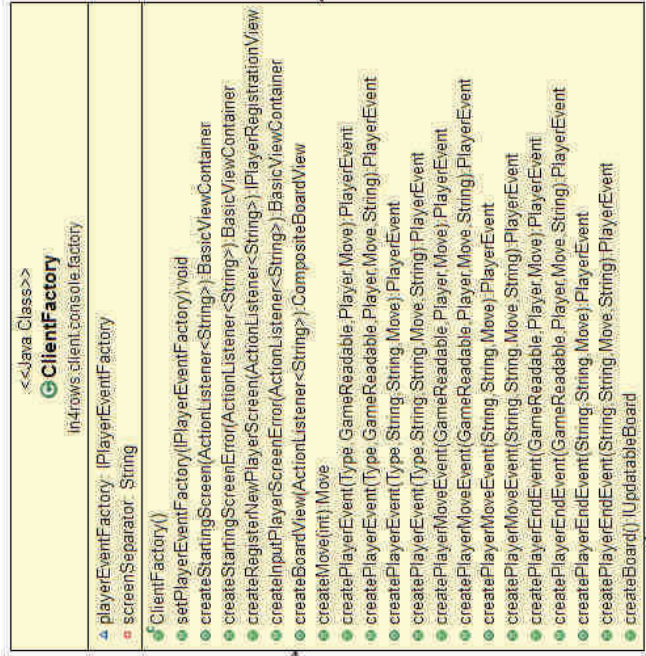 <<Java Class>>
ClientFactory
in4rows.client.console.factory
playerEventFactory: IPlayerEventFactory
screenSeparator: String
ClientFactory()
setPlayerEventFactory(IPlayerEventFactory):void
createStartingScreen(ActionListener<String>):BasicViewContainer
createStartingScreenError(ActionListener<String>):BasicViewContainer
createRegisterNewPlayerScreen(ActionListener<String>):IPlayerRegistrationView
createInputPlayerScreenError(ActionListener<String>):BasicViewContainer
createBoardView(ActionListener<String>):CompositeBoardView
createMove(int):Move
createPlayerEvent(Type,GameReadable,Player,Move):PlayerEvent
createPlayerEvent(Type,GameReadable,Player,Move,String):PlayerEvent
createPlayerEvent(Type,String,String,Move):PlayerEvent
createPlayerEvent(Type,String,String,Move,String):PlayerEvent
createPlayerMoveEvent(GameReadable,Player,Move):PlayerEvent
createPlayerMoveEvent(GameReadable,Player,Move,String):PlayerEvent
createPlayerMoveEvent(String,String,Move):PlayerEvent
createPlayerMoveEvent(String,String,Move,String):PlayerEvent
createPlayerEndEvent(GameReadable,Player,Move):PlayerEvent
createPlayerEndEvent(GameReadable,Player,Move,String):PlayerEvent
createPlayerEndEvent(String,String,Move):PlayerEvent
createPlayerEndEvent(String,String,Move,String):PlayerEvent
createBoard():IUpdatableBoard